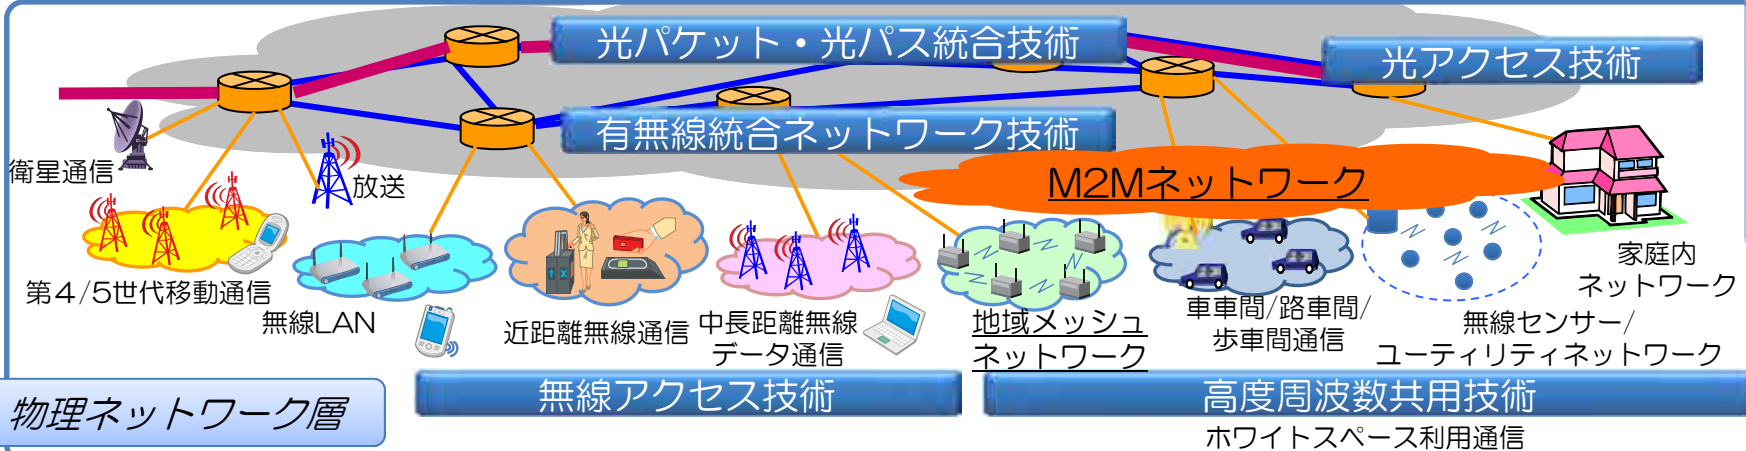 光パケット・光パス統合技術
光アクセス技術
有無線統合ネットワーク技術
M2Mネットワーク
衛星通信
放送
第4/5世代移動通信
無線LAN
近距離無線通信
中長距離無線
データ通信
地域メッシュ
ネットワーク
車車間/路車間/
歩車間通信
無線センサー/
ユーティリティネットワーク
家庭内
ネットワーク
物理ネットワーク層
無線アクセス技術
高度周波数共用技術
ホワイトスペース利用通信